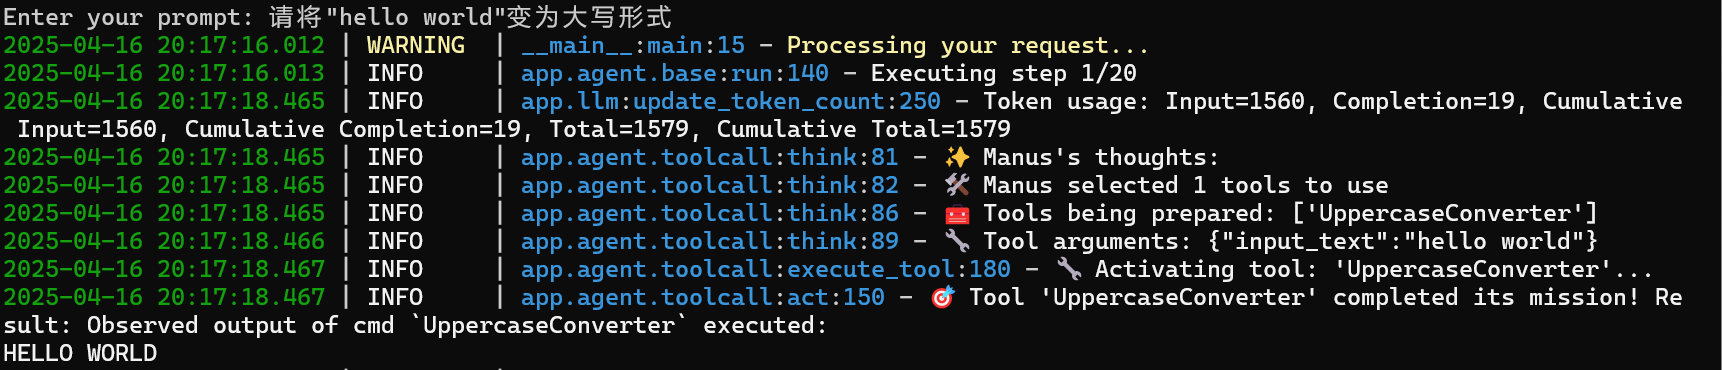 Enter your prompt: 请将"hello world"变为大写形式
2025-04-16 20:17:16.012 | WARNING  | __main__:main:15 - Processing your request...
2025-04-16 20:17:16.013 | INFO     | app.agent.base:run:140 - Executing step 1/20
2025-04-16 20:17:18.465 | INFO     | app.llm:update_token_count:250 - Token usage: Input=1560, Completion=19, Cumulative
 Input=1560, Cumulative Completion=19, Total=1579, Cumulative Total=1579
2025-04-16 20:17:18.465 | INFO     | app.agent.toolcall:think:81 - ✨ Manus's thoughts:
2025-04-16 20:17:18.465 | INFO     | app.agent.toolcall:think:82 - 🛠️ Manus selected 1 tools to use
2025-04-16 20:17:18.465 | INFO     | app.agent.toolcall:think:86 - 🧰 Tools being prepared: ['UppercaseConverter']
2025-04-16 20:17:18.466 | INFO     | app.agent.toolcall:think:89 - 🔧 Tool arguments: {"input_text":"hello world"}
2025-04-16 20:17:18.467 | INFO     | app.agent.toolcall:execute_tool:180 - 🔧 Activating tool: 'UppercaseConverter'...
2025-04-16 20:17:18.467 | INFO     | app.agent.toolcall:act:150 - 🎯 Tool 'UppercaseConverter' completed its mission! Re
sult: Observed output of cmd `UppercaseConverter` executed:
HELLO WORLD